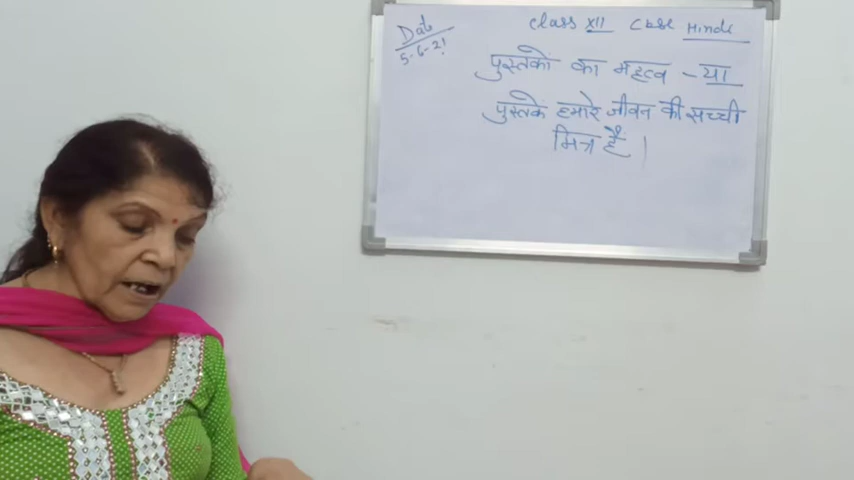 Date
5-6-21
Class XII CBSE Hindi
पुस्तकों का महत्व - या
पुस्तके हमारे जीवन की सच्ची
मित्र है ।